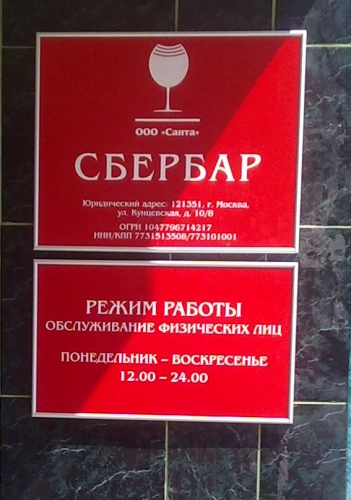 ООО «Санта»
СБЕРБАР
Юридический адрес: 121351, г. Москва,
ул. Кунцевская, д. 10/8
ОГРН 1047796714217
ИНН/КПП 7731513508/773101001
РЕЖИМ РАБОТЫ
ОБСЛУЖИВАНИЕ ФИЗИЧЕСКИХ ЛИЦ
ПОНЕДЕЛЬНИК – ВОСКРЕСЕНЬЕ
12.00 – 24.00